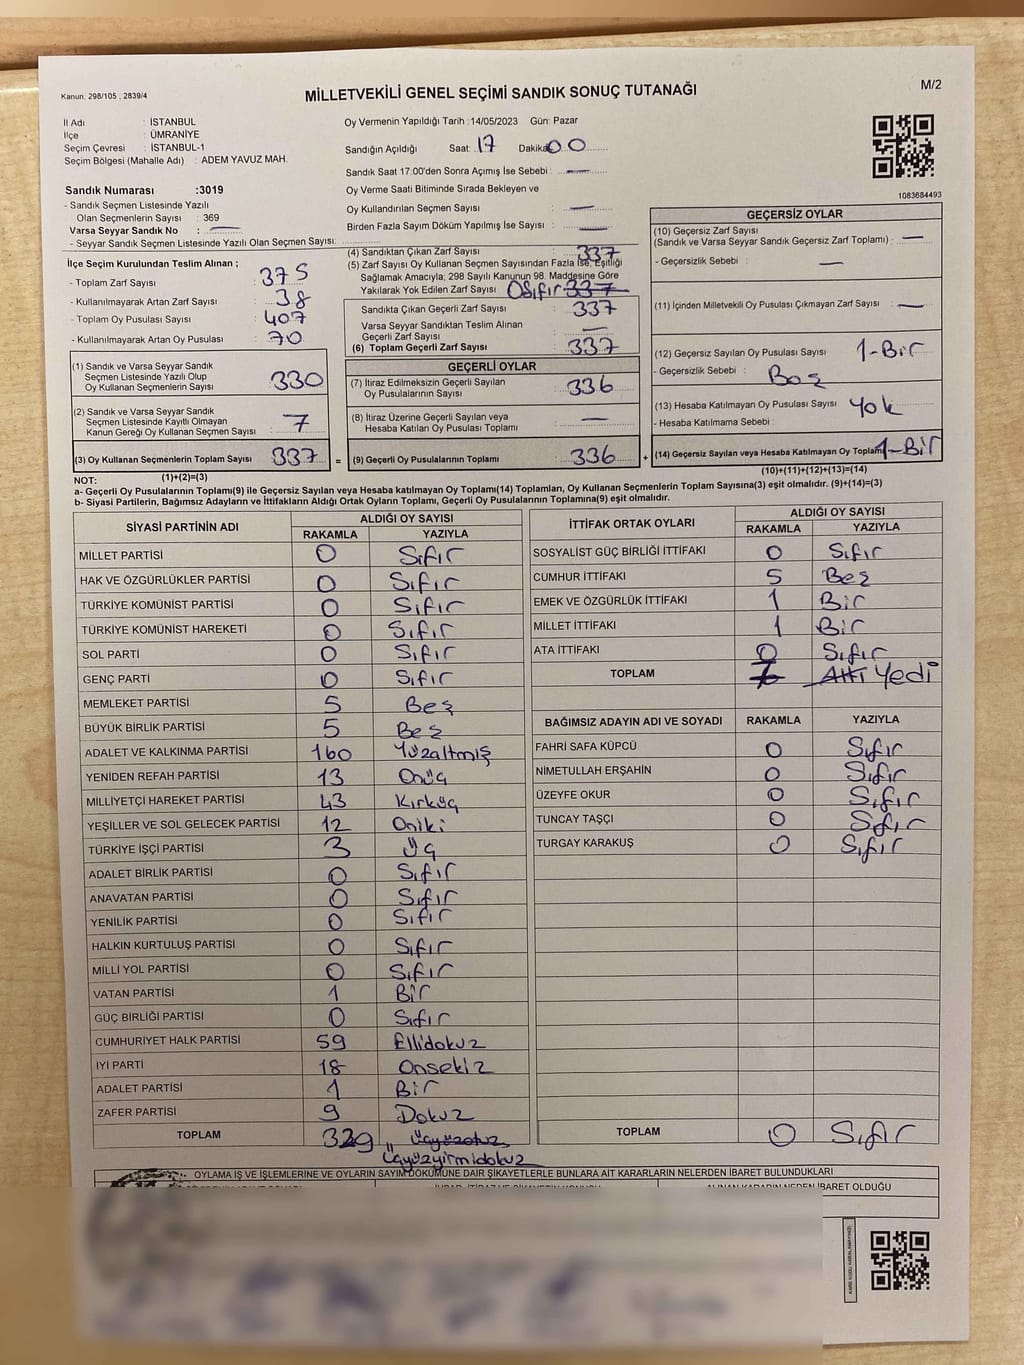 Kanun; 298/105 , 2839/4
MİLLETVEKİLİ GENEL SEÇİMİ SANDIK SONUÇ TUTANAĞI
M/2
İl Adı : İSTANBUL
İlçe : ÜMRANİYE
Seçim Çevresi : İSTANBUL-1
Seçim Bölgesi (Mahalle Adı) : ADEM YAVUZ MAH.
Sandık Numarası :3019
- Sandık Seçmen Listesinde Yazılı
Olan Seçmenlerin Sayısı : 369
Varsa Seyyar Sandık No :
- Seyyar Sandık Seçmen Listesinde Yazılı Olan Seçmen Sayısı:
Oy Vermenin Yapıldığı Tarih :14/05/2023 Gün: Pazar
Sandığın Açıldığı Saat: 17 Dakika 00
Sandık Saat 17:00'den Sonra Açımış İse Sebebi : —
Oy Verme Saati Bitiminde Sırada Bekleyen ve
Oy Kullandırılan Seçmen Sayısı —
Birden Fazla Sayım Döküm Yapılmış İse Sayısı : —
1083684493
İlçe Seçim Kurulundan Teslim Alınan ;
- Toplam Zarf Sayısı : 375
- Kullanılmayarak Artan Zarf Sayısı : 38
- Toplam Oy Pusulası Sayısı : 407
- Kullanılmayarak Artan Oy Pusulası : 70
(1) Sandık ve Varsa Seyyar Sandık
Seçmen Listesinde Yazılı Olup
Oy Kullanan Seçmenlerin Sayısı : 330
(2) Sandık ve Varsa Seyyar Sandık
Seçmen Listesinde Kayıtlı Olmayan
Kanun Gereği Oy Kullanan Seçmen Sayısı : 7
(3) Oy Kullanan Seçmenlerin Toplam Sayısı 337 =
(4) Sandıktan Çıkan Zarf Sayısı 337
(5) Zarf Sayısı Oy Kullanan Seçmen Sayısından Fazla İse, Eşitliği
Sağlamak Amacıyla; 298 Sayılı Kanunun 98. Maddesine Göre
Yakılarak Yok Edilen Zarf Sayısı 0 Sıfır 337
Sandıkta Çıkan Geçerli Zarf Sayısı : 337
Varsa Seyyar Sandıktan Teslim Alınan
Geçerli Zarf Sayısı —
(6) Toplam Geçerli Zarf Sayısı : 337
GEÇERLİ OYLAR
(7) İtiraz Edilmeksizin Geçerli Sayılan
Oy Pusulalarının Sayısı : 336
(8) İtiraz Üzerine Geçerli Sayılan veya
Hesaba Katılan Oy Pusulası Toplamı : —
(9) Geçerli Oy Pusulalarının Toplamı : 336 +
GEÇERSİZ OYLAR
(10) Geçersiz Zarf Sayısı
(Sandık ve Varsa Seyyar Sandık Geçersiz Zarf Toplamı) : —
- Geçersizlik Sebebi : —
(11) İçinden Milletvekili Oy Pusulası Çıkmayan Zarf Sayısı : —
(12) Geçersiz Sayılan Oy Pusulası Sayısı : 1-Bir
- Geçersizlik Sebebi : Boş
(13) Hesaba Katılmayan Oy Pusulası Sayısı : Yok
- Hesaba Katılmama Sebebi :
(14) Geçersiz Sayılan veya Hesaba Katılmayan Oy Toplamı 1-Bir
(1)+(2)=(3)
(10)+(11)+(12)+(13)=(14)
NOT:
a- Geçerli Oy Pusulalarının Toplamı(9) ile Geçersiz Sayılan veya Hesaba katılmayan Oy Toplamı(14) Toplamları, Oy Kullanan Seçmenlerin Toplam Sayısına(3) eşit olmalıdır. (9)+(14)=(3)
b- Siyasi Partilerin, Bağımsız Adayların ve İttifakların Aldığı Ortak Oyların Toplamı, Geçerli Oy Pusulalarının Toplamına(9) eşit olmalıdır.
SİYASİ PARTİNİN ADI ALDIĞI OY SAYISI
RAKAMLA YAZIYLA
MİLLET PARTİSİ 0 Sıfır
HAK VE ÖZGÜRLÜKLER PARTİSİ 0 Sıfır
TÜRKİYE KOMÜNİST PARTİSİ 0 Sıfır
TÜRKİYE KOMÜNİST HAREKETİ 0 Sıfır
SOL PARTİ 0 Sıfır
GENÇ PARTİ 0 Sıfır
MEMLEKET PARTİSİ 5 Beş
BÜYÜK BİRLİK PARTİSİ 5 Beş
ADALET VE KALKINMA PARTİSİ 160 Yüzaltmış
YENİDEN REFAH PARTİSİ 13 Onüç
MİLLİYETÇİ HAREKET PARTİSİ 43 Kırküç
YEŞİLLER VE SOL GELECEK PARTİSİ 12 Oniki
TÜRKİYE İŞÇİ PARTİSİ 3 Üç
ADALET BİRLİK PARTİSİ 0 Sıfır
ANAVATAN PARTİSİ 0 Sıfır
YENİLİK PARTİSİ 0 Sıfır
HALKIN KURTULUŞ PARTİSİ 0 Sıfır
MİLLİ YOL PARTİSİ 0 Sıfır
VATAN PARTİSİ 1 Bir
GÜÇ BİRLİĞİ PARTİSİ 0 Sıfır
CUMHURİYET HALK PARTİSİ 59 Ellidokuz
İYİ PARTİ 18 Onsekiz
ADALET PARTİSİ 1 Bir
ZAFER PARTİSİ 9 Dokuz
TOPLAM 329 Üçyüzotuz
Üçyüzyirmidokuz
İTTİFAK ORTAK OYLARI ALDIĞI OY SAYISI
RAKAMLA YAZIYLA
SOSYALİST GÜÇ BİRLİĞİ İTTİFAKI 0 Sıfır
CUMHUR İTTİFAKI 5 Beş
EMEK VE ÖZGÜRLÜK İTTİFAKI 1 Bir
MİLLET İTTİFAKI 1 Bir
ATA İTTİFAKI 0 Sıfır
TOPLAM 7 Altı Yedi
BAĞIMSIZ ADAYIN ADI VE SOYADI RAKAMLA YAZIYLA
FAHRİ SAFA KÜPCÜ 0 Sıfır
NİMETULLAH ERŞAHİN 0 Sıfır
ÜZEYFE OKUR 0 Sıfır
TUNCAY TAŞÇI 0 Sıfır
TURGAY KARAKUŞ 0 Sıfır
TOPLAM 0 Sıfır
OYLAMA İŞ VE İŞLEMLERINE VE OYLARIN SAYIM DÖKÜMÜNE DAİR ŞİKAYETLERLE BUNLARA AİT KARARLARIN NELERDEN İBARET BULUNDUKLARI
ALINAN KARARIN NEDEN İBARET OLDUĞU